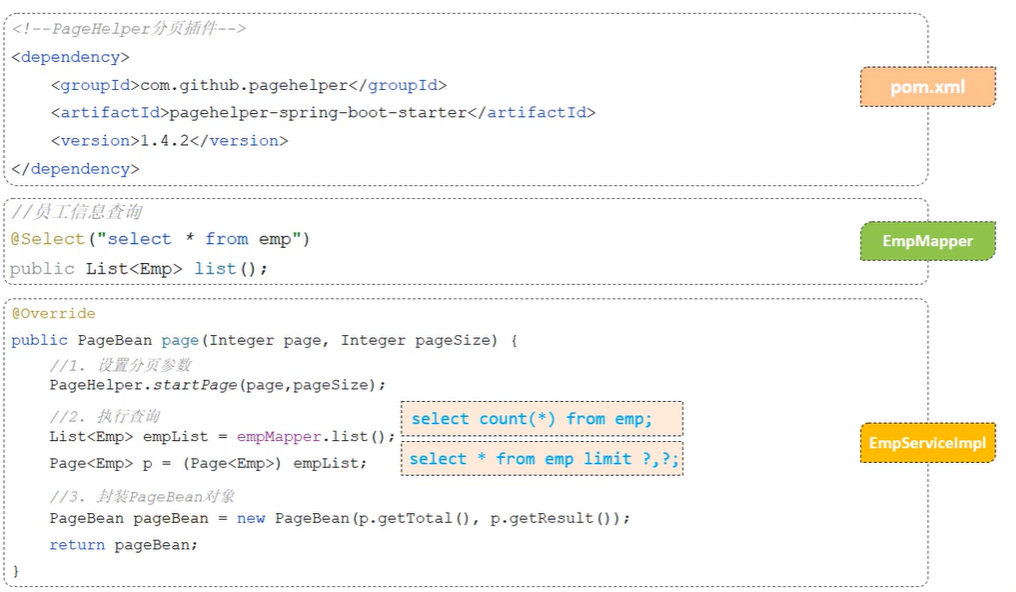 <!--PageHelper分页插件-->
<dependency>
    <groupId>com.github.pagehelper</groupId>
    <artifactId>pagehelper-spring-boot-starter</artifactId>
    <version>1.4.2</version>
</dependency>
pom.xml
//员工信息查询
@Select("select * from emp")
public List<Emp> list();
EmpMapper
@Override
public PageBean page(Integer page, Integer pageSize) {
    //1. 设置分页参数
    PageHelper.startPage(page,pageSize);
    //2. 执行查询
    List<Emp> empList = empMapper.list();
select count(*) from emp;
    Page<Emp> p = (Page<Emp>) empList;
select * from emp limit ?,?;
    //3. 封装PageBean对象
    PageBean pageBean = new PageBean(p.getTotal(), p.getResult());
    return pageBean;
}
EmpServiceImpl